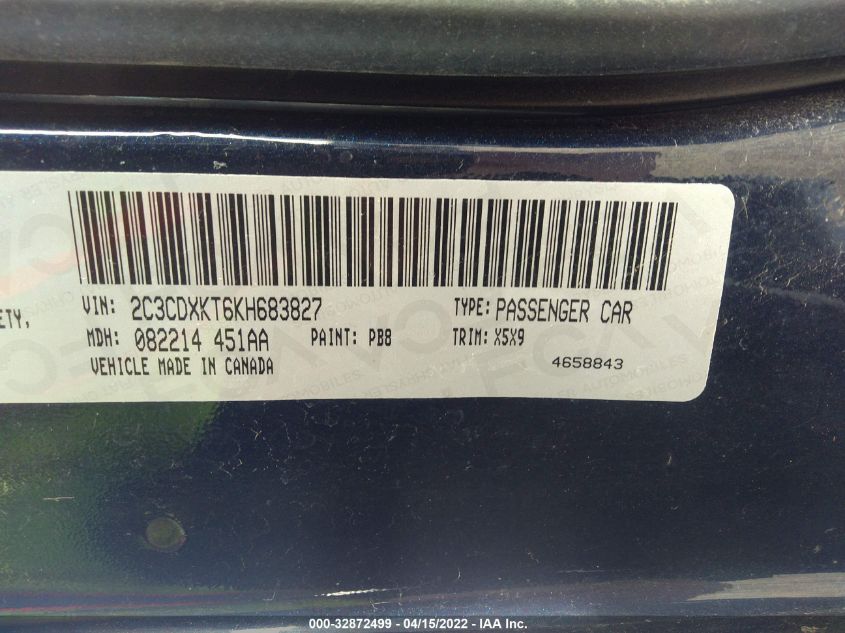 VIN: 2C3CDXKT6KH683827 TYPE: PASSENGER CAR
ETY,
MDH: 082214 451AA PAINT: PB8 TRIM: X5X9
VEHICLE MADE IN CANADA 4658843
000-32872499 - 04/15/2022 - IAA Inc.